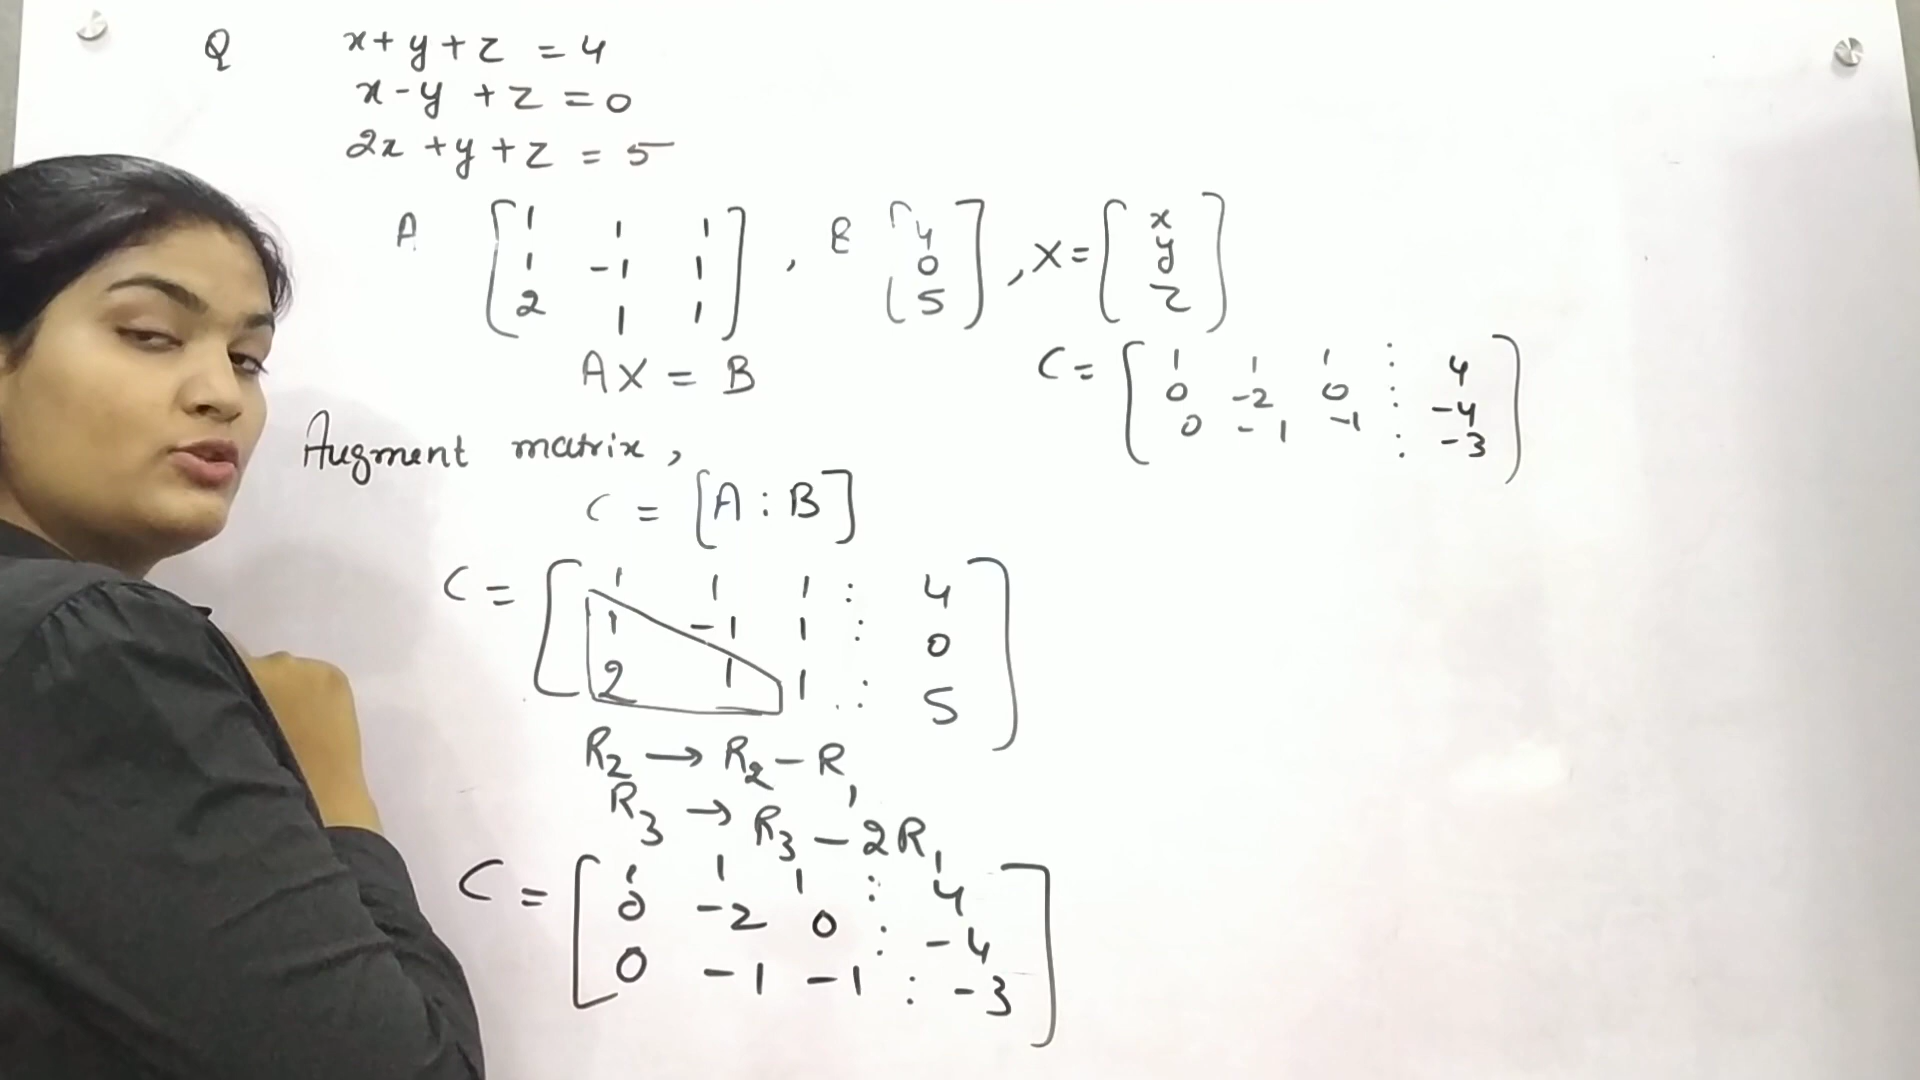 Q x + y + z = 4
x - y + z = 0
2x + y + z = 5
A [ 1 1 1 ] , B [ 4 ] , X = [ x ]
[ 1 -1 1 ] [ 0 ] [ y ]
[ 2 1 1 ] [ 5 ] [ z ]
AX = B
C = [ 1 1 1 : 4 ]
[ 0 -2 0 : -4 ]
[ 0 -1 -1 : -3 ]
Augment matrix,
C = [A : B]
C = [ 1 1 1 : 4 ]
[ 1 -1 1 : 0 ]
[ 2 1 1 : 5 ]
R2 → R2 - R1
R3 → R3 - 2R1
C = [ 1 1 1 : 4 ]
[ 0 -2 0 : -4 ]
[ 0 -1 -1 : -3 ]